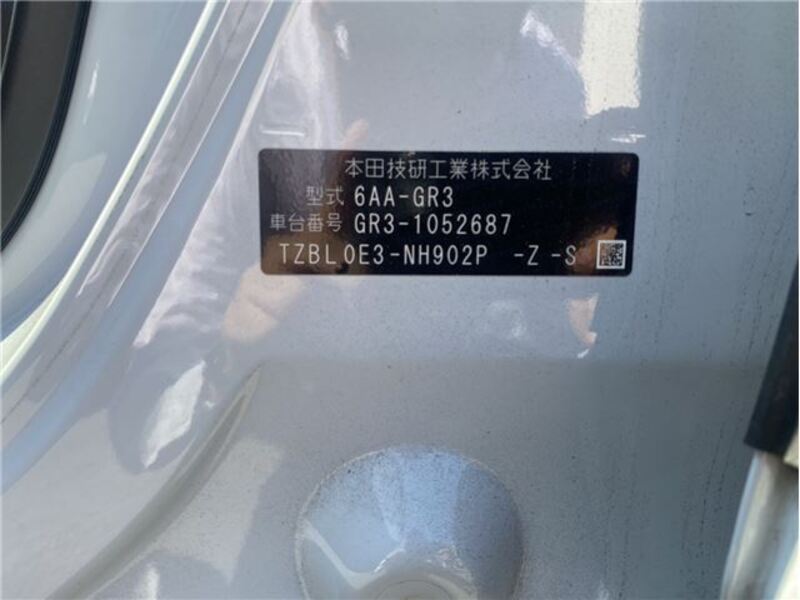 本田技研工業株式会社
型式 6AA-GR3
車台番号 GR3-1052687
TZBL0E3-NH902P -Z-S